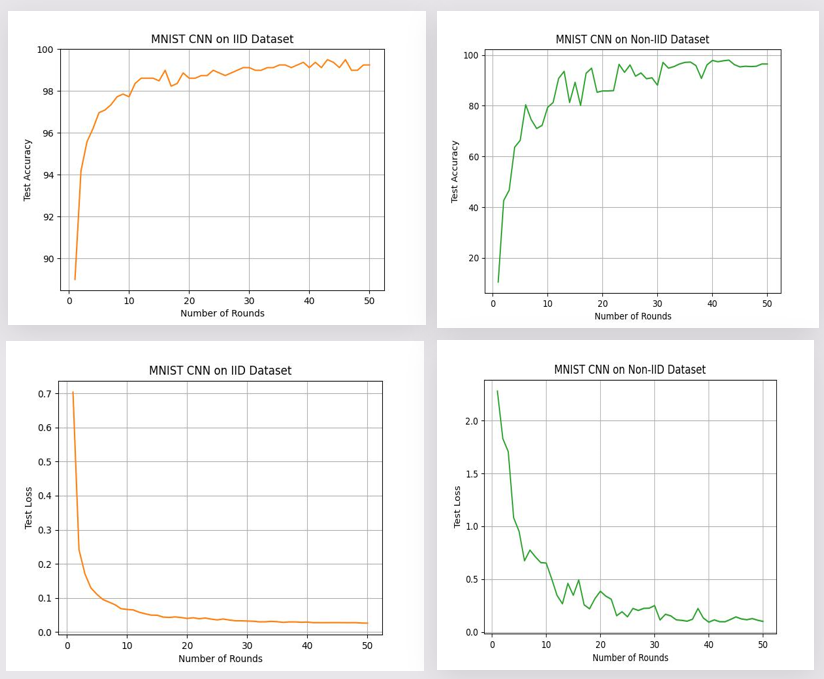 MNIST CNN on IID Dataset
100
98
96
94
92
90
Test Accuracy
0 10 20 30 40 50
Number of Rounds
MNIST CNN on Non-IID Dataset
100
80
60
40
20
Test Accuracy
0 10 20 30 40 50
Number of Rounds
MNIST CNN on IID Dataset
0.7
0.6
0.5
0.4
0.3
0.2
0.1
0.0
Test Loss
0 10 20 30 40 50
Number of Rounds
MNIST CNN on Non-IID Dataset
2.0
1.5
1.0
0.5
0.0
Test Loss
0 10 20 30 40 50
Number of Rounds